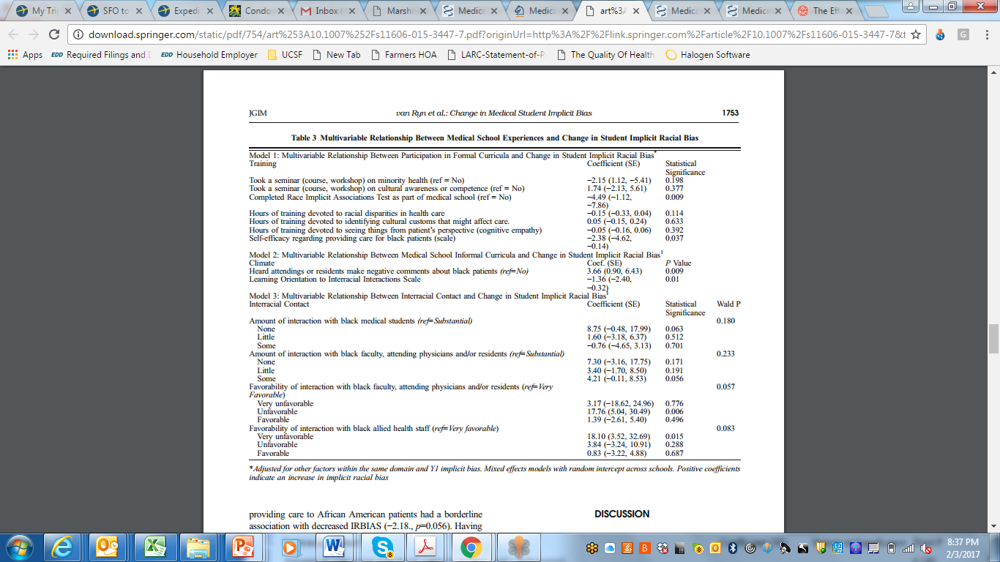 My Tri
SFO to
Expedi
Condo
Inbox
Marsha
Medica
Medica
art%3A
Medica
Medica
The Eff
download.springer.com/static/pdf/754/art%253A10.1007%252Fs11606-015-3447-7.pdf?originUrl=http%3A%2F%2Flink.springer.com%2Farticle%2F10.1007%2Fs11606-015-3447-7&t
Apps EDD Required Filings and D EDD Household Employer UCSF New Tab Farmers HOA LARC-Statement-of-P The Quality Of Health Halogen Software
JGIM van Ryn et al.: Change in Medical Student Implicit Bias 1753
Table 3 Multivariable Relationship Between Medical School Experiences and Change in Student Implicit Racial Bias
Model 1: Multivariable Relationship Between Participation in Formal Curricula and Change in Student Implicit Racial Bias*
Training Coefficient (SE) Statistical
Significance
Took a seminar (course, workshop) on minority health (ref = No) −2.15 (1.12, −5.41) 0.198
Took a seminar (course, workshop) on cultural awareness or competence (ref = No) 1.74 (−2.13, 5.61) 0.377
Completed Race Implicit Associations Test as part of medical school (ref = No) −4.49 (−1.12, 0.009
−7.86)
Hours of training devoted to racial disparities in health care −0.15 (−0.33, 0.04) 0.114
Hours of training devoted to identifying cultural customs that might affect care. 0.05 (−0.15, 0.24) 0.633
Hours of training devoted to seeing things from patient's perspective (cognitive empathy) −0.05 (−0.16, 0.06) 0.392
Self-efficacy regarding providing care for black patients (scale) −2.38 (−4.62, 0.037
−0.14)
Model 2: Multivariable Relationship Between Medical School Informal Curricula and Change in Student Implicit Racial Bias1
Climate Coef. (SE) P Value
Heard attendings or residents make negative comments about black patients (ref=No) 3.66 (0.90, 6.43) 0.009
Learning Orientation to Interracial Interactions Scale −1.36 (−2.40, 0.01
−0.32)
Model 3: Multivariable Relationship Between Interracial Contact and Change in Student Implicit Racial Bias1
Interracial Contact Coefficient (SE) Statistical Wald P
Significance
Amount of interaction with black medical students (ref=Substantial) 0.180
None 8.75 (−0.48, 17.99) 0.063
Little 1.60 (−3.18, 6.37) 0.512
Some −0.76 (−4.65, 3.13) 0.701
Amount of interaction with black faculty, attending physicians and/or residents (ref=Substantial) 0.233
None 7.30 (−3.16, 17.75) 0.171
Little 3.40 (−1.70, 8.50) 0.191
Some 4.21 (−0.11, 8.53) 0.056
Favorability of interaction with black faculty, attending physicians and/or residents (ref=Very 0.057
Favorable)
Very unfavorable 3.17 (−18.62, 24.96) 0.776
Unfavorable 17.76 (5.04, 30.49) 0.006
Favorable 1.39 (−2.61, 5.40) 0.496
Favorability of interaction with black allied health staff (ref=Very favorable) 0.083
Very unfavorable 18.10 (3.52, 32.69) 0.015
Unfavorable 3.84 (−3.24, 10.91) 0.288
Favorable 0.83 (−3.22, 4.88) 0.687
*Adjusted for other factors within the same domain and Y1 implicit bias. Mixed effects models with random intercept across schools. Positive coefficients
indicate an increase in implicit racial bias
providing care to African American patients had a borderline
association with decreased IRBIAS (−2.18., p=0.056). Having
DISCUSSION
8:37 PM
2/3/2017